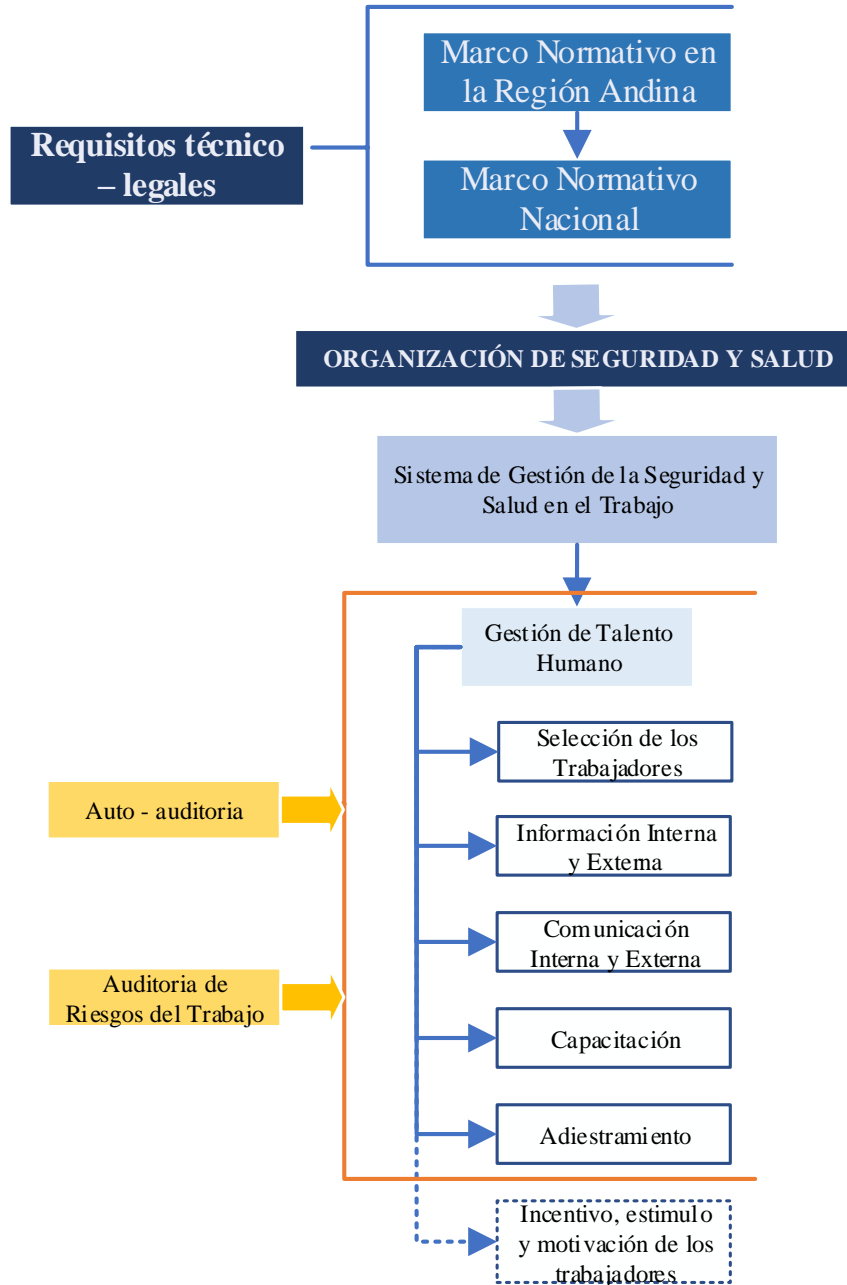 Marco Normativo en
la Región Andina
Requisitos técnico
– legales
Marco Normativo
Nacional
ORGANIZACIÓN DE SEGURIDAD Y SALUD
Sistema de Gestión de la Seguridad y
Salud en el Trabajo
Gestión de Talento
Humano
Selección de los
Trabajadores
Auto - auditoria
Información Interna
y Externa
Comunicación
Interna y Externa
Auditoria de
Riesgos del Trabajo
Capacitación
Adiestramiento
Incentivo, estimulo
y motivación de los
trabajadores